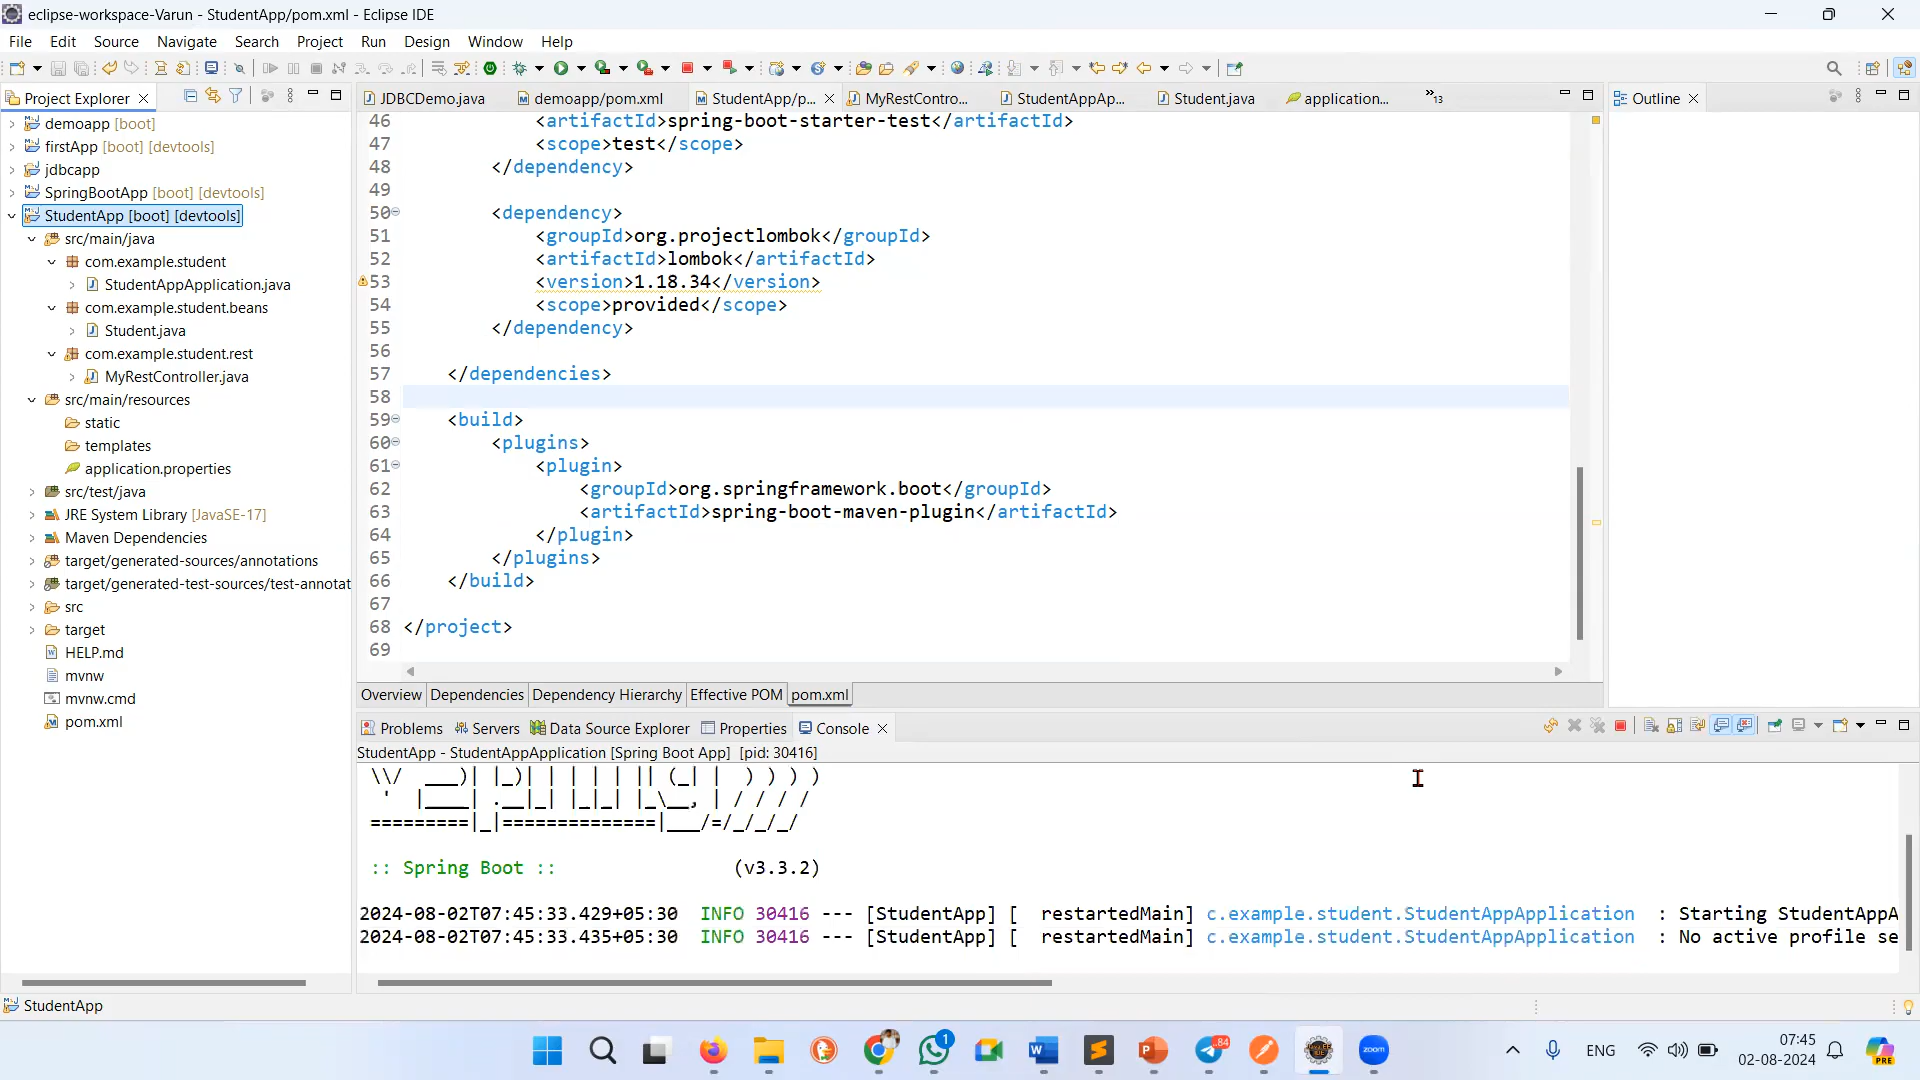 eclipse-workspace-Varun - StudentApp/pom.xml - Eclipse IDE
File Edit Source Navigate Search Project Run Design Window Help
Project Explorer
demoapp [boot]
firstApp [boot] [devtools]
jdbcapp
SpringBootApp [boot] [devtools]
StudentApp [boot] [devtools]
src/main/java
com.example.student
StudentAppApplication.java
com.example.student.beans
Student.java
com.example.student.rest
MyRestController.java
src/main/resources
static
templates
application.properties
src/test/java
JRE System Library [JavaSE-17]
Maven Dependencies
target/generated-sources/annotations
target/generated-test-sources/test-annotat
src
target
HELP.md
mvnw
mvnw.cmd
pom.xml
JDBCDemo.java demoapp/pom.xml StudentApp/p... MyRestContro... StudentAppAp... Student.java application... »13
46 <artifactId>spring-boot-starter-test</artifactId>
47 <scope>test</scope>
48 </dependency>
49
50 <dependency>
51 <groupId>org.projectlombok</groupId>
52 <artifactId>lombok</artifactId>
53 <version>1.18.34</version>
54 <scope>provided</scope>
55 </dependency>
56
57 </dependencies>
58
59 <build>
60 <plugins>
61 <plugin>
62 <groupId>org.springframework.boot</groupId>
63 <artifactId>spring-boot-maven-plugin</artifactId>
64 </plugin>
65 </plugins>
66 </build>
67
68 </project>
69
Overview Dependencies Dependency Hierarchy Effective POM pom.xml
Outline
Problems Servers Data Source Explorer Properties Console
StudentApp - StudentAppApplication [Spring Boot App] [pid: 30416]
\\/  ___)| |_)| | | | | || (_| |  ) ) ) )
'  |____| .__|_| |_|_| |_\__, | / / / /
=========|_|==============|___/=/_/_/_/
:: Spring Boot :: (v3.3.2)
2024-08-02T07:45:33.429+05:30 INFO 30416 --- [StudentApp] [ restartedMain] c.example.student.StudentAppApplication : Starting StudentAppA
2024-08-02T07:45:33.435+05:30 INFO 30416 --- [StudentApp] [ restartedMain] c.example.student.StudentAppApplication : No active profile se
StudentApp
1
84
zoom
ENG
07:45
02-08-2024
PRE